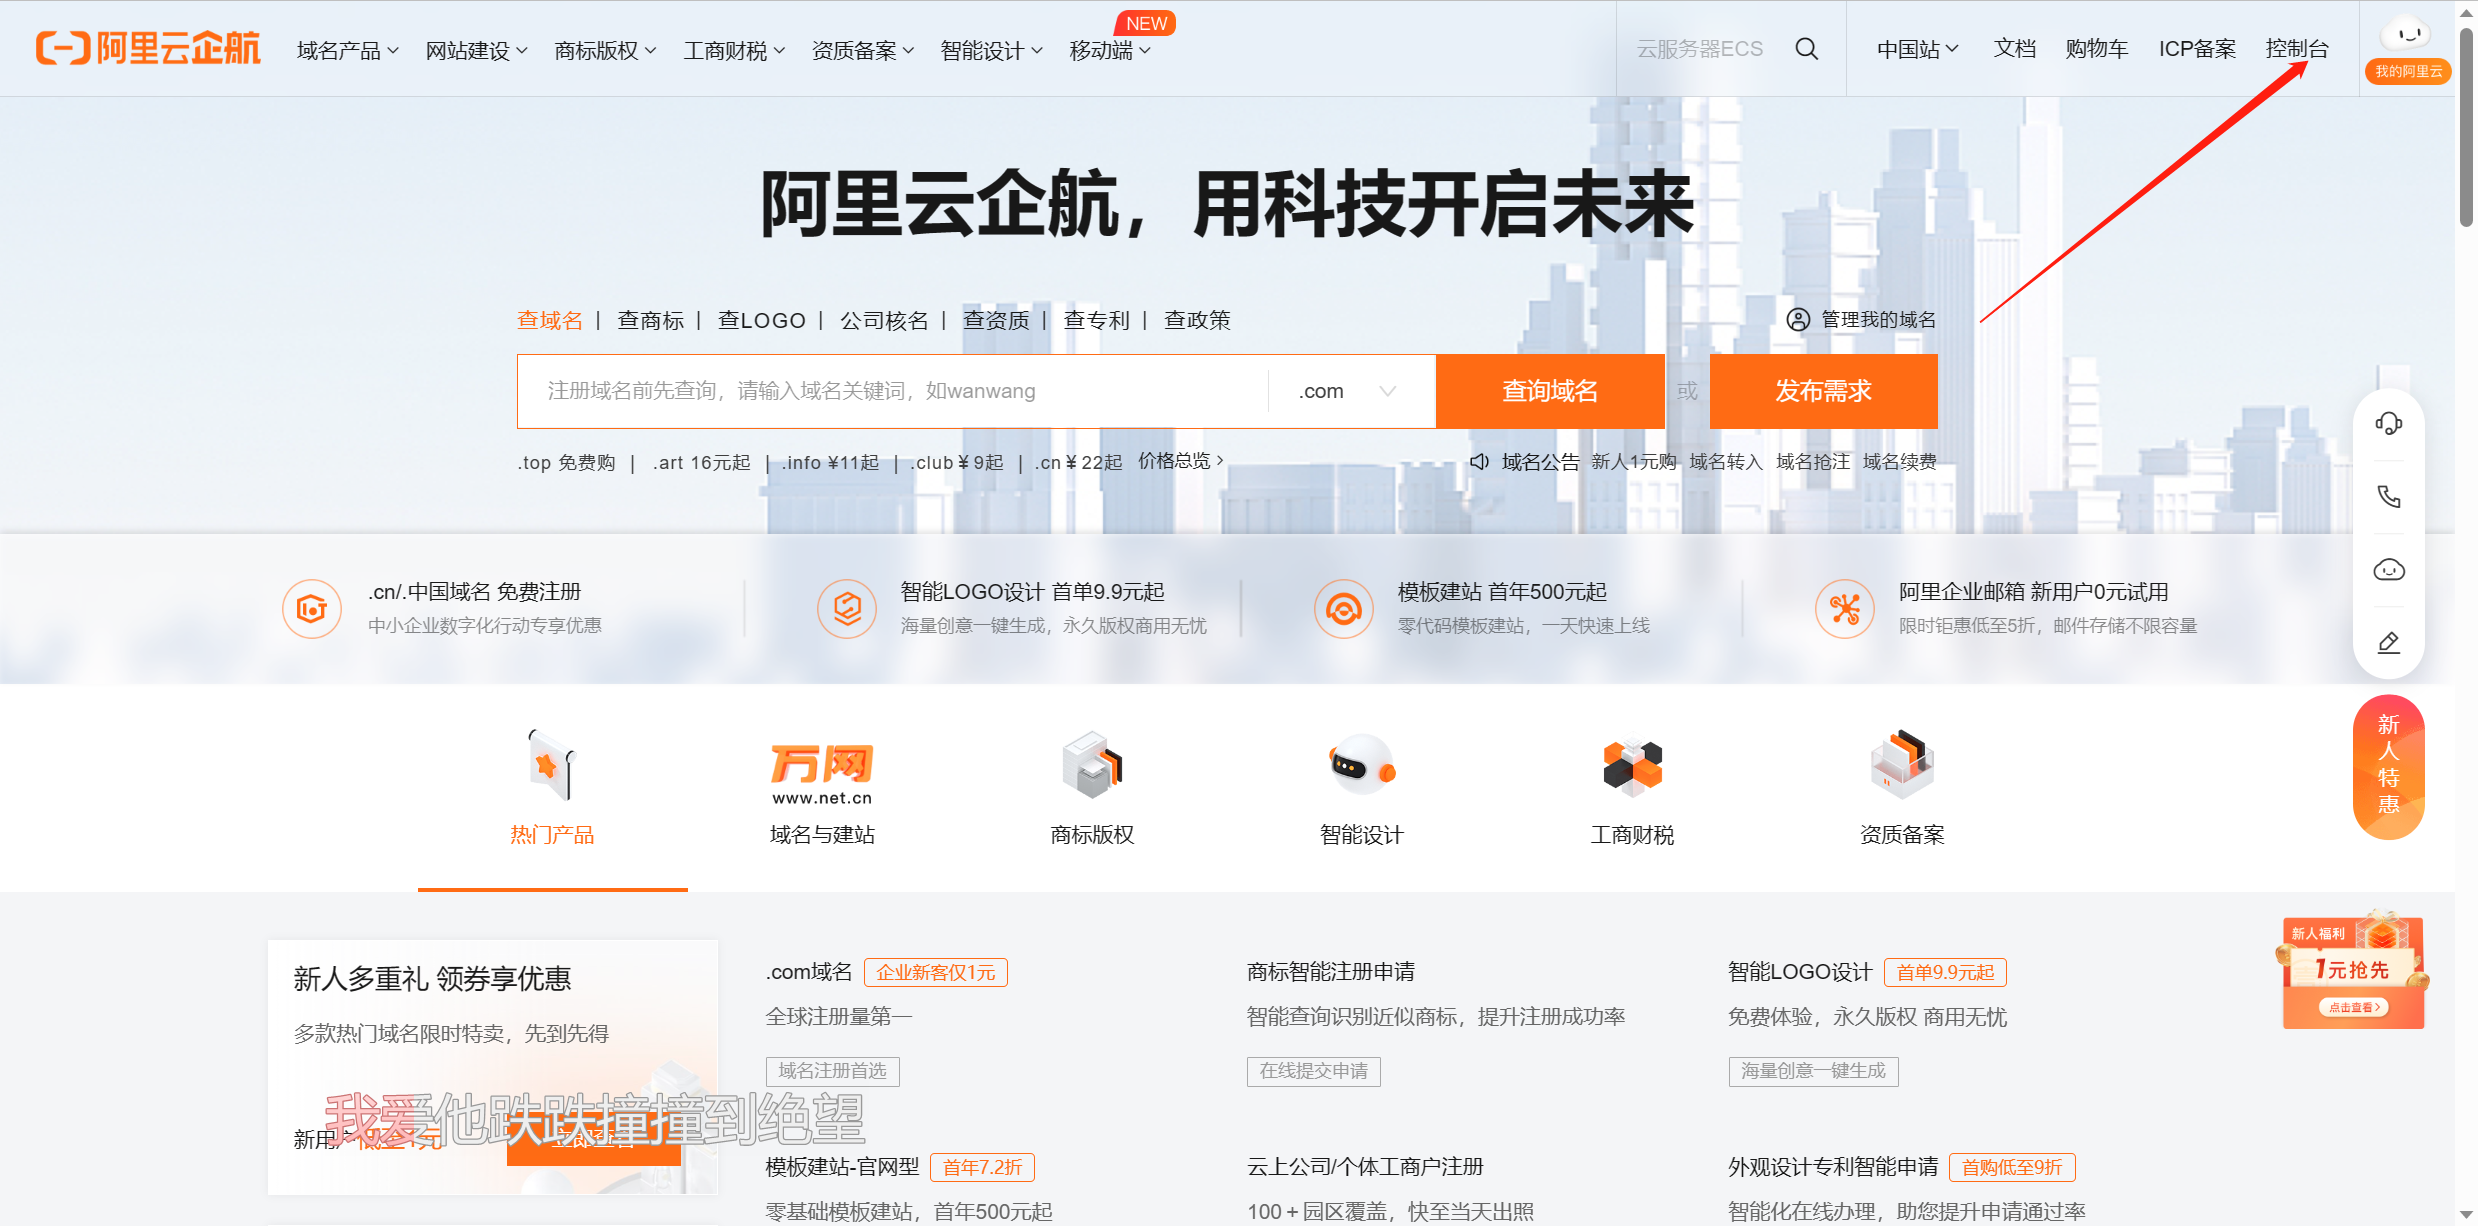 阿里云企航
域名产品 网站建设 商标版权 工商财税 资质备案 智能设计 移动端 NEW
云服务器ECS 中国站 文档 购物车 ICP备案 控制台
我的阿里云
阿里云企航，用科技开启未来
查域名 | 查商标 | 查LOGO | 公司核名 | 查资质 | 查专利 | 查政策
管理我的域名
注册域名前先查询，请输入域名关键词，如wanwang .com 查询域名 或 发布需求
.top 免费购 | .art 16元起 | .info ¥11起 | .club¥9起 | .cn¥22起 价格总览
域名公告 新人1元购 域名转入 域名抢注 域名续费
.cn/.中国域名 免费注册
中小企业数字化行动专享优惠
智能LOGO设计 首单9.9元起
海量创意一键生成，永久版权商用无忧
模板建站 首年500元起
零代码模板建站，一天快速上线
阿里企业邮箱 新用户0元试用
限时钜惠低至5折，邮件存储不限容量
新人特惠
万网
www.net.cn
热门产品 域名与建站 商标版权 智能设计 工商财税 资质备案
新人多重礼 领券享优惠
多款热门域名限时特卖，先到先得
新用户
我爱他跌跌撞撞到绝望
.com域名 企业新客仅1元
全球注册量第一
域名注册首选
商标智能注册申请
智能查询识别近似商标，提升注册成功率
在线提交申请
智能LOGO设计 首单9.9元起
免费体验，永久版权 商用无忧
海量创意一键生成
新人福利
1元抢先
点击查看
模板建站-官网型 首年7.2折
零基础模板建站，首年500元起
云上公司/个体工商户注册
100＋园区覆盖，快至当天出照
外观设计专利智能申请 首购低至9折
智能化在线办理，助您提升申请通过率